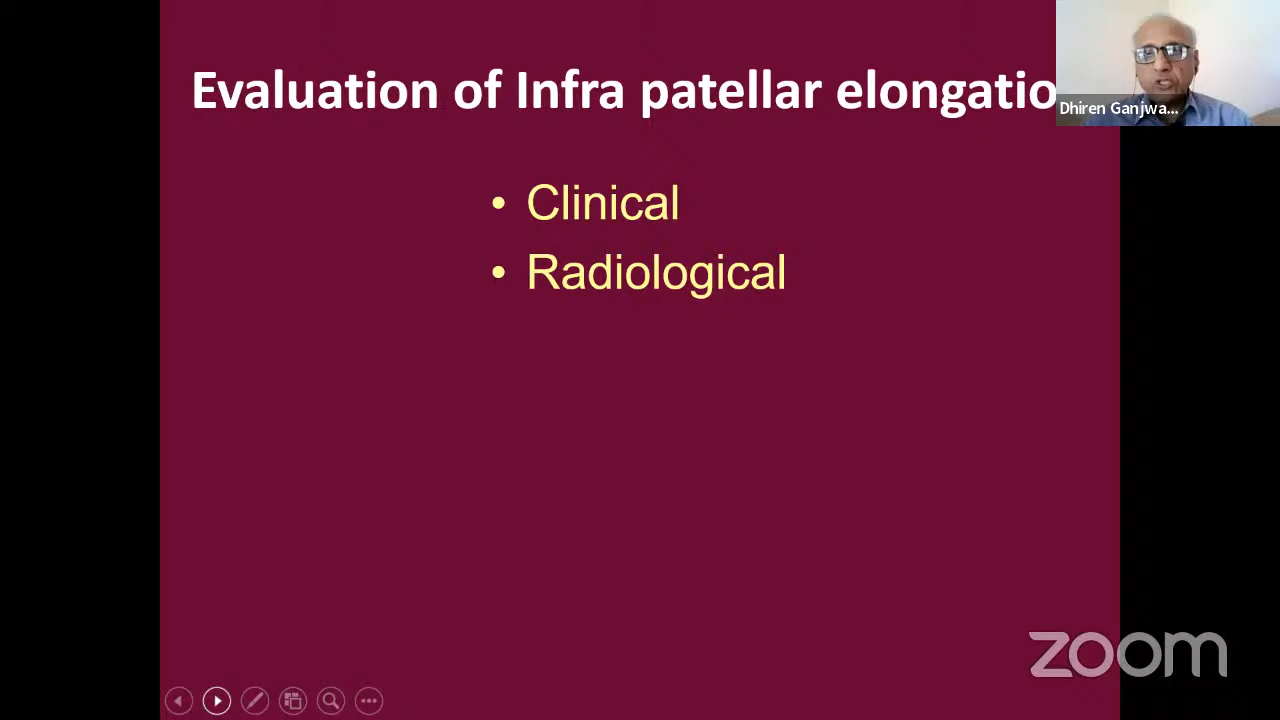 Evaluation of Infra patellar elongatio
Dhiren Ganjwa...
• Clinical
• Radiological
zoom